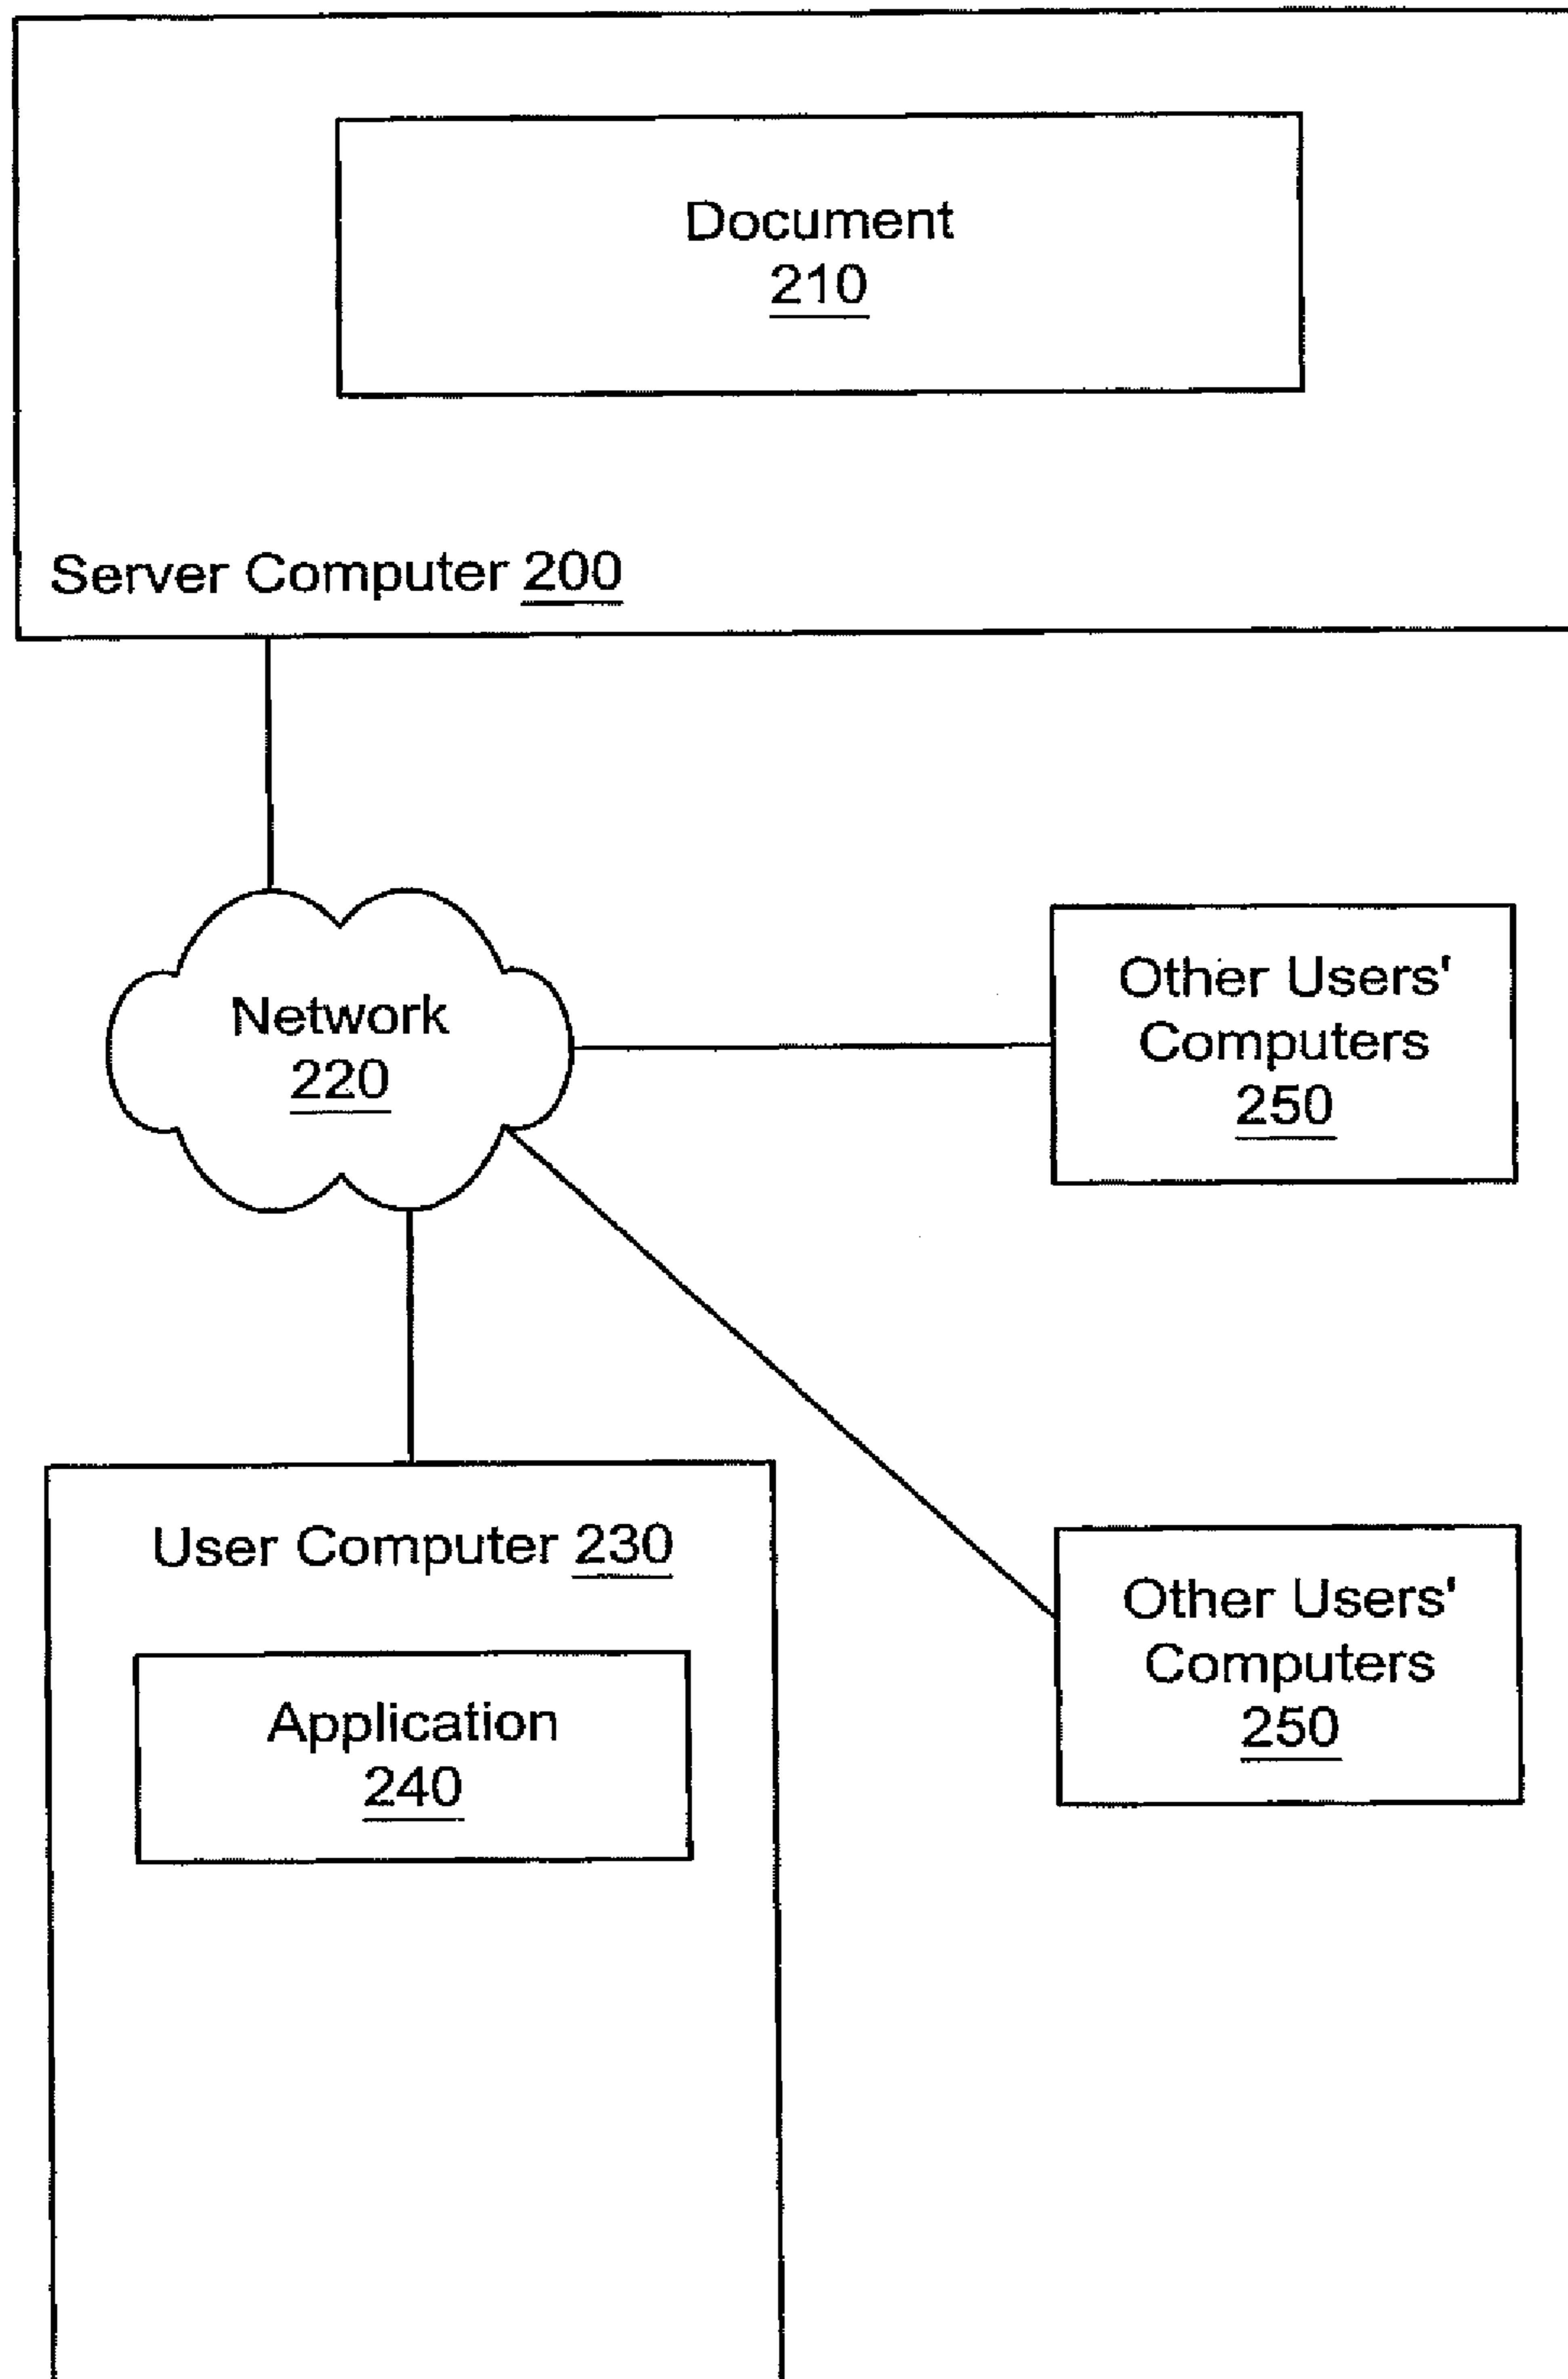 Document
210
Server Computer 200
Network
220
Other Users'
Computers
250
User Computer 230
Application
240
Other Users'
Computers
250